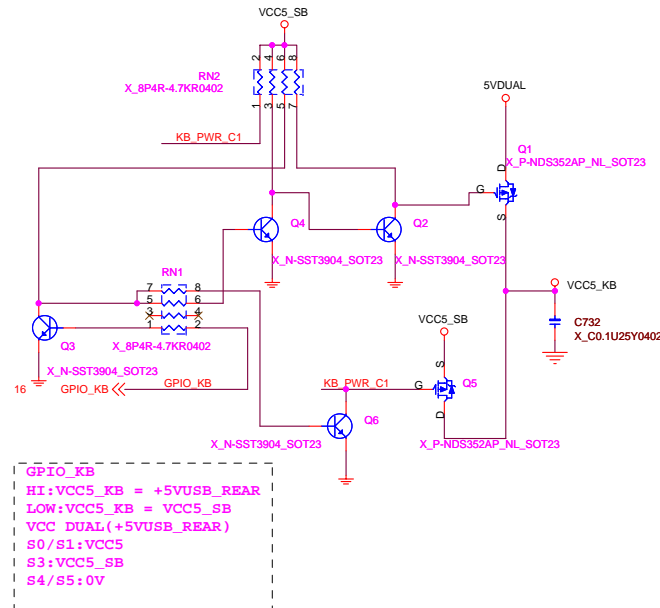 VCC5_SB
RN2
X_8P4R-4.7KR0402
2 4 6 8
1 3 5 7
KB_PWR_C1
5VDUAL
Q1
X_P-NDS352AP_NL_SOT23
D
G
S
Q4
Q2
X_N-SST3904_SOT23
X_N-SST3904_SOT23
RN1
7 8
5 6
3 4
1 2
X_8P4R-4.7KR0402
Q3
X_N-SST3904_SOT23
16 GPIO_KB GPIO_KB
VCC5_KB
C732
X_C0.1U25Y0402
VCC5_SB
S
KB_PWR_C1
G
Q5
D
Q6
X_N-SST3904_SOT23
X_P-NDS352AP_NL_SOT23
GPIO_KB
HI:VCC5_KB = +5VUSB_REAR
LOW:VCC5_KB = VCC5_SB
VCC DUAL(+5VUSB_REAR)
S0/S1:VCC5
S3:VCC5_SB
S4/S5:0V